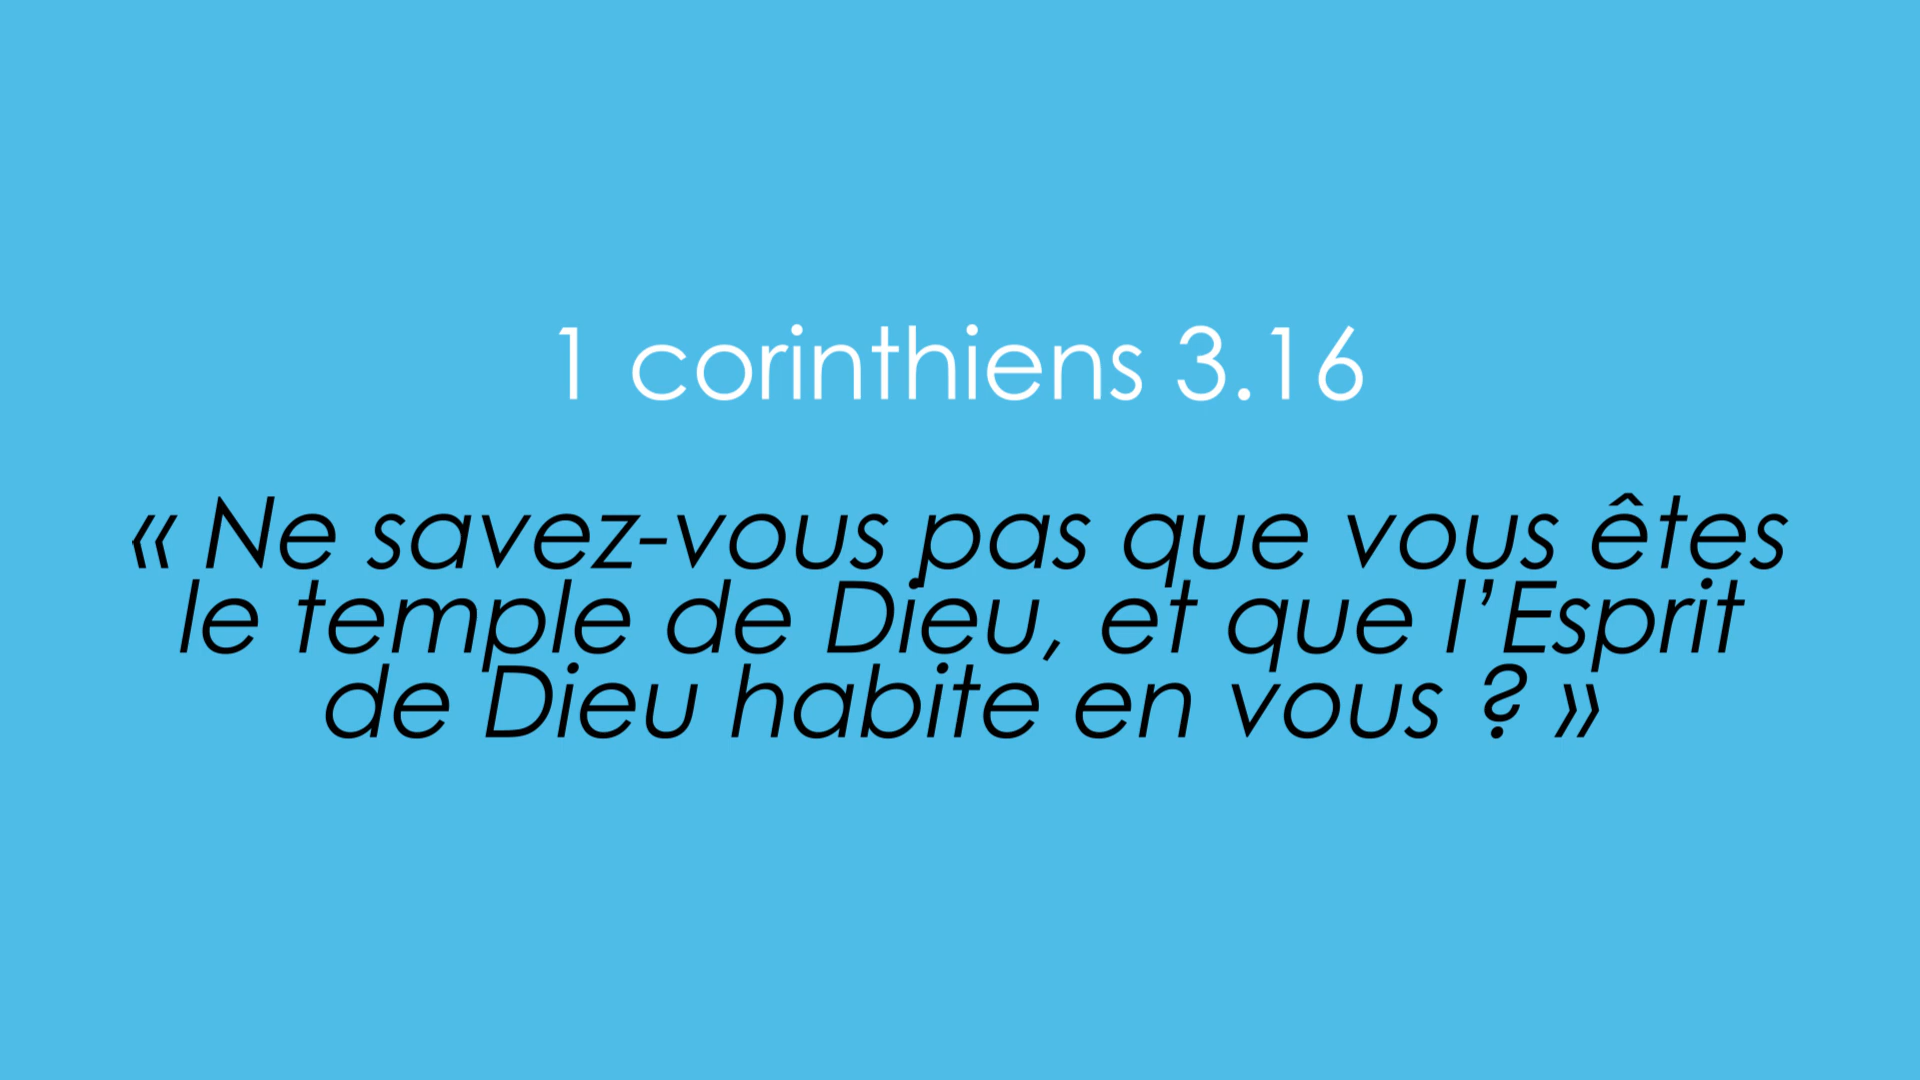 1 corinthiens 3.16
« Ne savez-vous pas que vous êtes
le temple de Dieu, et que l’Esprit
de Dieu habite en vous ? »